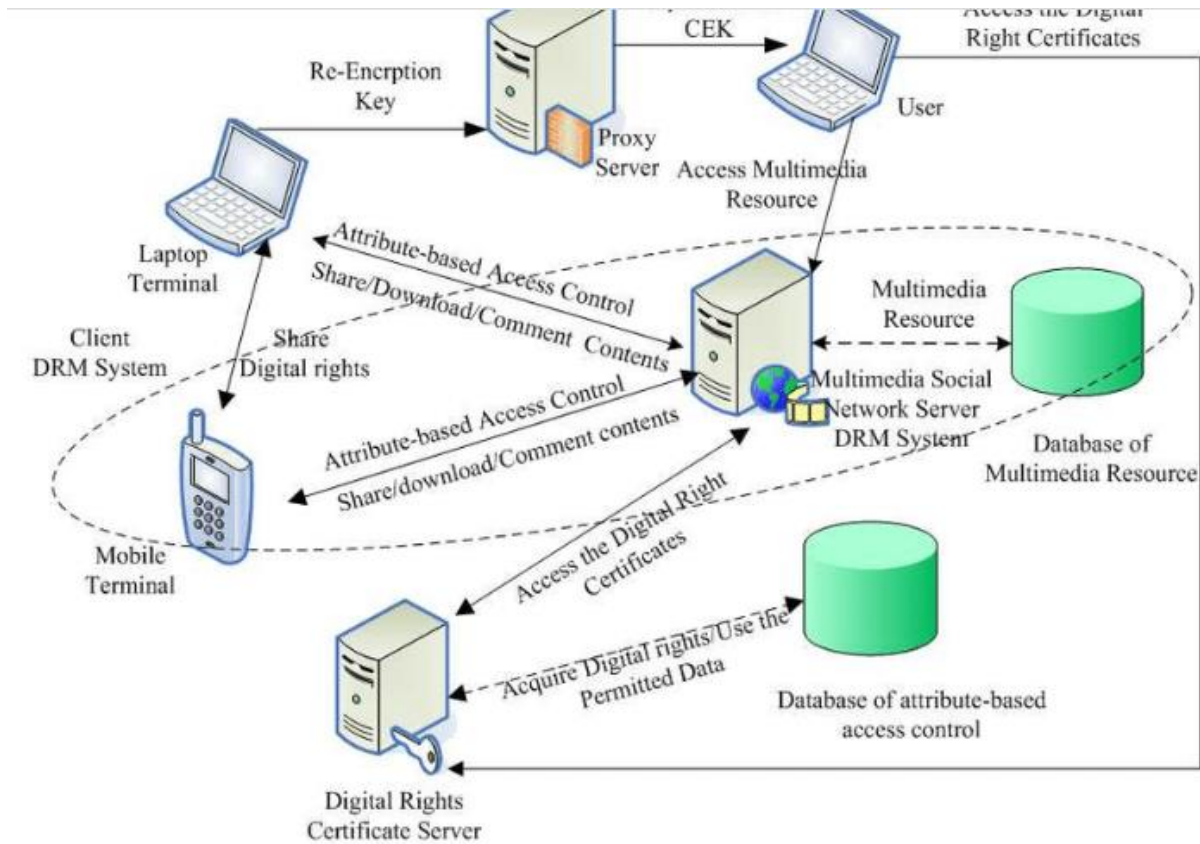 CEK
Access the Digital
Right Certificates
Re-Encrption
Key
User
Proxy
Server
Access Multimedia
Resource
Laptop
Terminal
Attribute-based Access Control
Share/Download/Comment Contents
Multimedia
Resource
Client
DRM System
Share
Digital rights
Multimedia Social
Network Server
DRM System
Attribute-based Access Control
Share/download/Comment contents
Database of
Multimedia Resource
Mobile
Terminal
Access the Digital Right
Certificates
Acquire Digital rights/Use the
Permitted Data
Database of attribute-based
access control
Digital Rights
Certificate Server